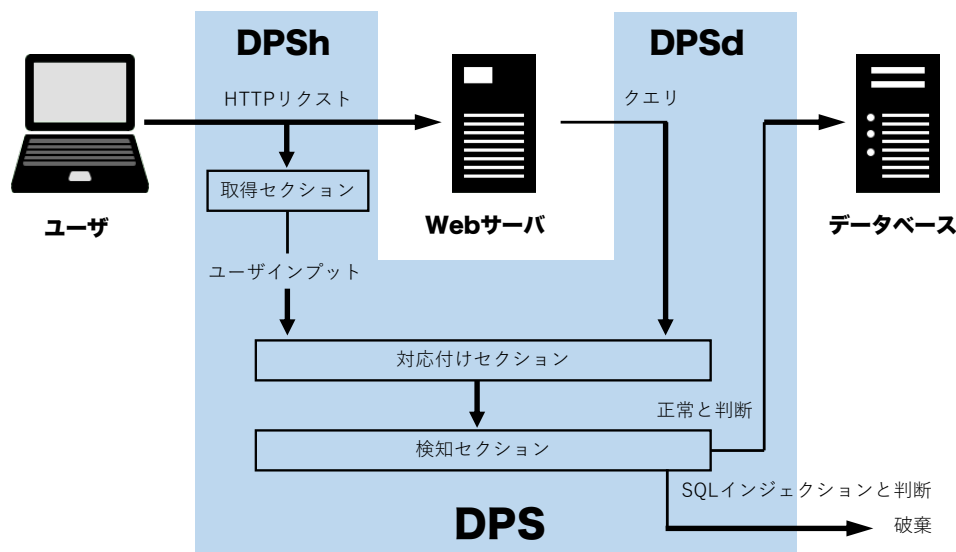 DPSh
DPSd
HTTPリクスト
クエリ
取得セクション
ユーザ
Webサーバ
データベース
ユーザインプット
対応付けセクション
正常と判断
検知セクション
SQLインジェクションと判断
DPS
破棄